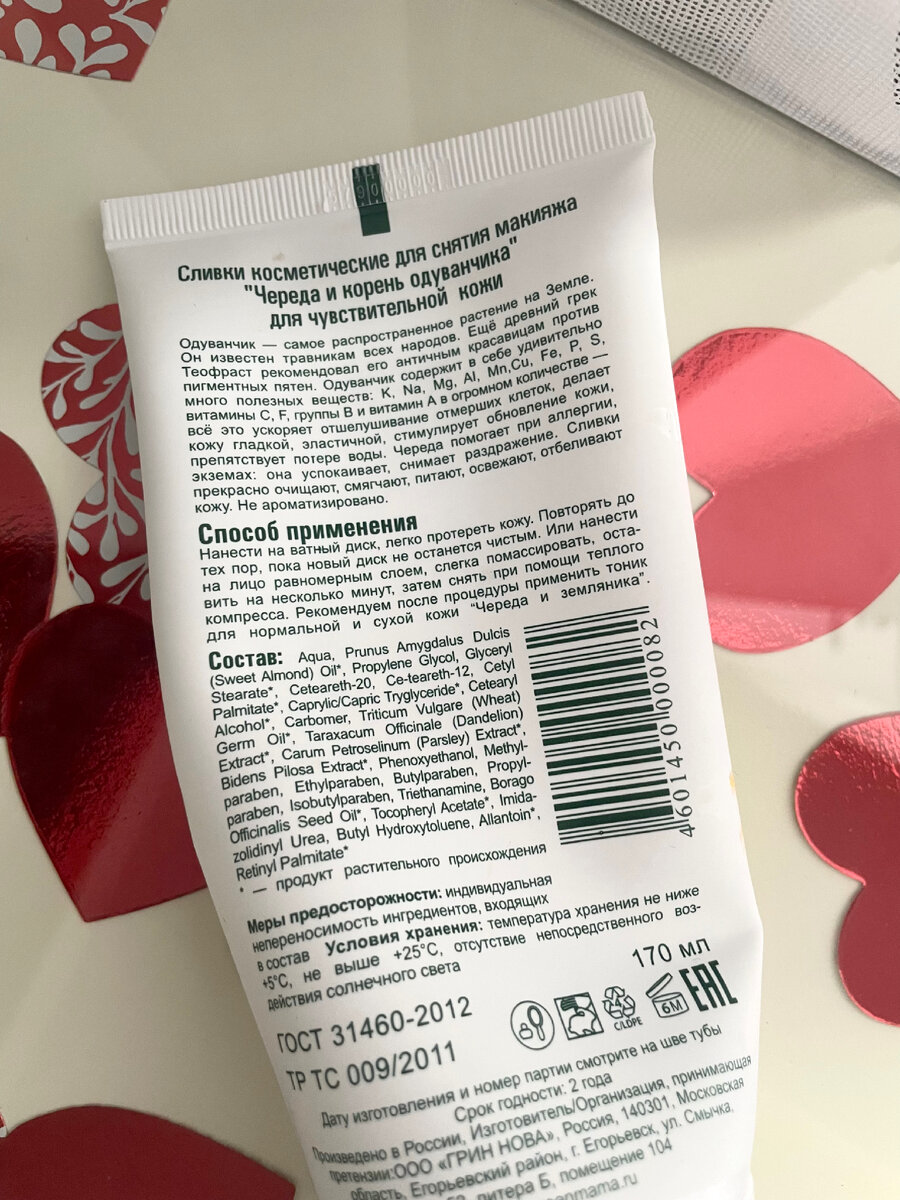 Сливки косметические для снятия макияжа
"Череда и корень одуванчика"
для чувствительной кожи
Одуванчик — самое распространенное растение на Земле.
Он известен травникам всех народов. Ещё древний грек
Теофраст рекомендовал его античным красавицам против
пигментных пятен. Одуванчик содержит в себе удивительно
много полезных веществ: K, Na, Mg, Al, Mn,Cu, Fe, P, S,
витамины С, F, группы В и витамин А в огромном количестве —
всё это ускоряет отшелушивание отмерших клеток, делает
кожу гладкой, эластичной, стимулирует обновление кожи,
препятствует потере воды. Череда помогает при аллергии,
экземах: она успокаивает, снимает раздражение. Сливки
прекрасно очищают, смягчают, питают, освежают, отбеливают
кожу. Не ароматизировано.
Способ применения
Нанести на ватный диск, легко протереть кожу. Повторять до
тех пор, пока новый диск не останется чистым. Или нанести
на лицо равномерным слоем, слегка помассировать, оста-
вить на несколько минут, затем снять при помощи теплого
компресса. Рекомендуем после процедуры применить тоник
для нормальной и сухой кожи "Череда и земляника".
Состав: Aqua, Prunus Amygdalus Dulcis
(Sweet Almond) Oil*, Propylene Glycol, Glyceryl
Stearate*, Ceteareth-20, Ce-teareth-12, Cetyl
Palmitate*, Caprylic/Capric Tryglyceride*, Cetearyl
Alcohol*, Carbomer, Triticum Vulgare (Wheat)
Germ Oil*, Taraxacum Officinale (Dandelion)
Extract*, Carum Petroselinum (Parsley) Extract*,
Bidens Pilosa Extract*, Phenoxyethanol, Methyl-
paraben, Ethylparaben, Butylparaben, Propyl-
paraben, Isobutylparaben, Triethanamine, Borago
Officinalis Seed Oil*, Tocopheryl Acetate*, Imida-
zolidinyl Urea, Butyl Hydroxytoluene, Allantoin*,
Retinyl Palmitate*
* — продукт растительного происхождения
4601450000082
Меры предосторожности: индивидуальная
непереносимость ингредиентов, входящих
в состав Условия хранения: температура хранения не ниже
+5°С, не выше +25°С, отсутствие непосредственного воз-
действия солнечного света
170 мл
ГОСТ 31460-2012
ТР ТС 009/2011
4
C/LDPE
6М
EAC
Дату изготовления и номер партии смотрите на шве тубы
Срок годности: 2 года
Произведено в России, Изготовитель/Организация, принимающая
претензии:ООО «ГРИН НОВА», Россия, 140301, Московская
область, Егорьевский район, г. Егорьевск, ул. Смычка,
литера Б, помещение 104